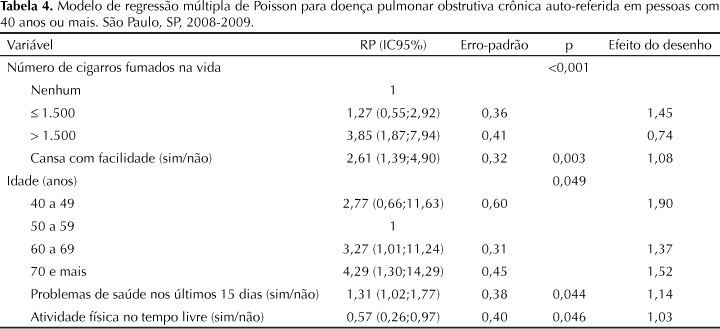 Tabela 4. Modelo de regressão múltipla de Poisson para doença pulmonar obstrutiva crônica auto-referida em pessoas com
40 anos ou mais. São Paulo, SP, 2008-2009.
Variável RP (IC95%) Erro-padrão p Efeito do desenho
Número de cigarros fumados na vida <0,001
Nenhum 1
≤ 1.500 1,27 (0,55;2,92) 0,36 1,45
> 1.500 3,85 (1,87;7,94) 0,41 0,74
Cansa com facilidade (sim/não) 2,61 (1,39;4,90) 0,32 0,003 1,08
Idade (anos) 0,049
40 a 49 2,77 (0,66;11,63) 0,60 1,90
50 a 59 1
60 a 69 3,27 (1,01;11,24) 0,31 1,37
70 e mais 4,29 (1,30;14,29) 0,45 1,52
Problemas de saúde nos últimos 15 dias (sim/não) 1,31 (1,02;1,77) 0,38 0,044 1,14
Atividade física no tempo livre (sim/não) 0,57 (0,26;0,97) 0,40 0,046 1,03